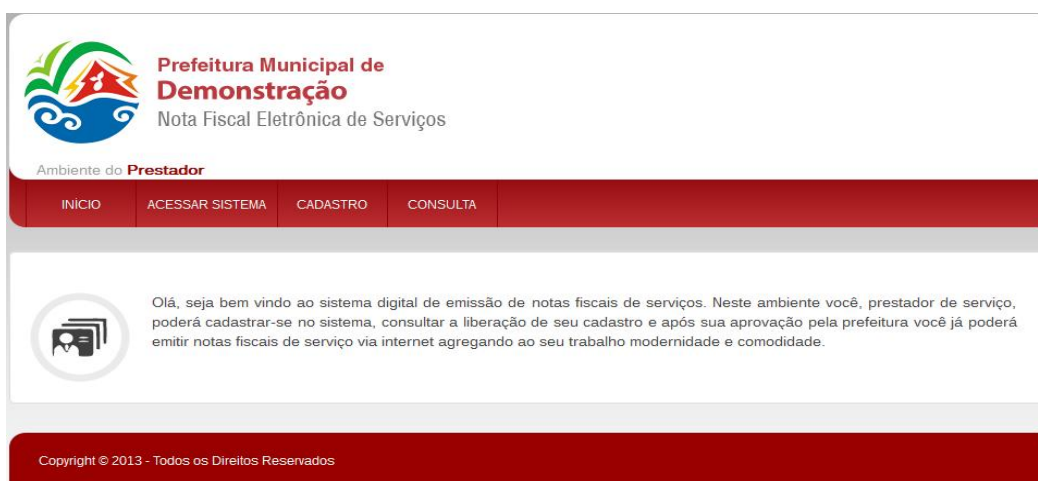 Prefeitura Municipal de
Demonstração
Nota Fiscal Eletrônica de Serviços
Ambiente do Prestador
INÍCIO ACESSAR SISTEMA CADASTRO CONSULTA
Olá, seja bem vindo ao sistema digital de emissão de notas fiscais de serviços. Neste ambiente você, prestador de serviço,
poderá cadastrar-se no sistema, consultar a liberação de seu cadastro e após sua aprovação pela prefeitura você já poderá
emitir notas fiscais de serviço via internet agregando ao seu trabalho modernidade e comodidade.
Copyright © 2013 - Todos os Direitos Reservados